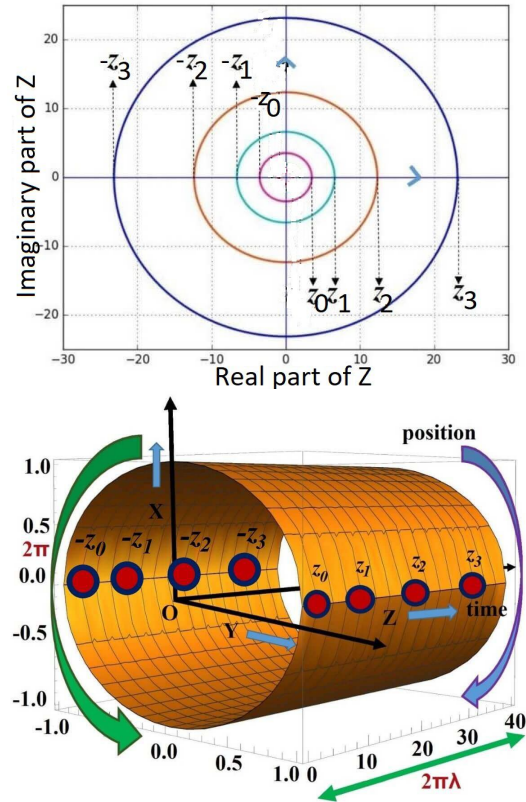 20
10
0
-10
-20
Imaginary part of Z
-z3
-z2
-z1
-z0
z0
z1
z2
z3
-30
-20
-10
0
10
20
30
Real part of Z
position
1.0
0.5
2π
0.0
-0.5
-1.0
X
-z0
-z1
-z2
-z3
z0
z1
z2
z3
O
Y
Z
time
-1.0
0.0
0.5
1.0
0
10
20
30
40
2πλ